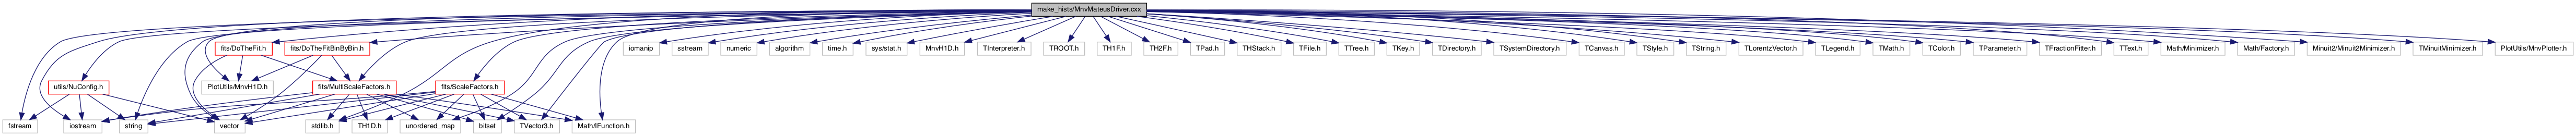 make_hists/MnvMateusDriver.cxx
fits/DoTheFit.h
fits/DoTheFitBinByBin.h
iomanip
sstream
numeric
algorithm
time.h
sys/stat.h
MnvH1D.h
TInterpreter.h
TROOT.h
TH1F.h
TH2F.h
TPad.h
THStack.h
TFile.h
TTree.h
TKey.h
TDirectory.h
TSystemDirectory.h
TCanvas.h
TStyle.h
TString.h
TLorentzVector.h
TLegend.h
TMath.h
TColor.h
TParameter.h
TFractionFitter.h
TText.h
Math/Minimizer.h
Math/Factory.h
Minuit2/Minuit2Minimizer.h
TMinuitMinimizer.h
PlotUtils/MnvPlotter.h
utils/NuConfig.h
PlotUtils/MnvH1D.h
fits/MultiScaleFactors.h
fits/ScaleFactors.h
fstream
iostream
string
vector
stdlib.h
TH1D.h
unordered_map
bitset
TVector3.h
Math/IFunction.h